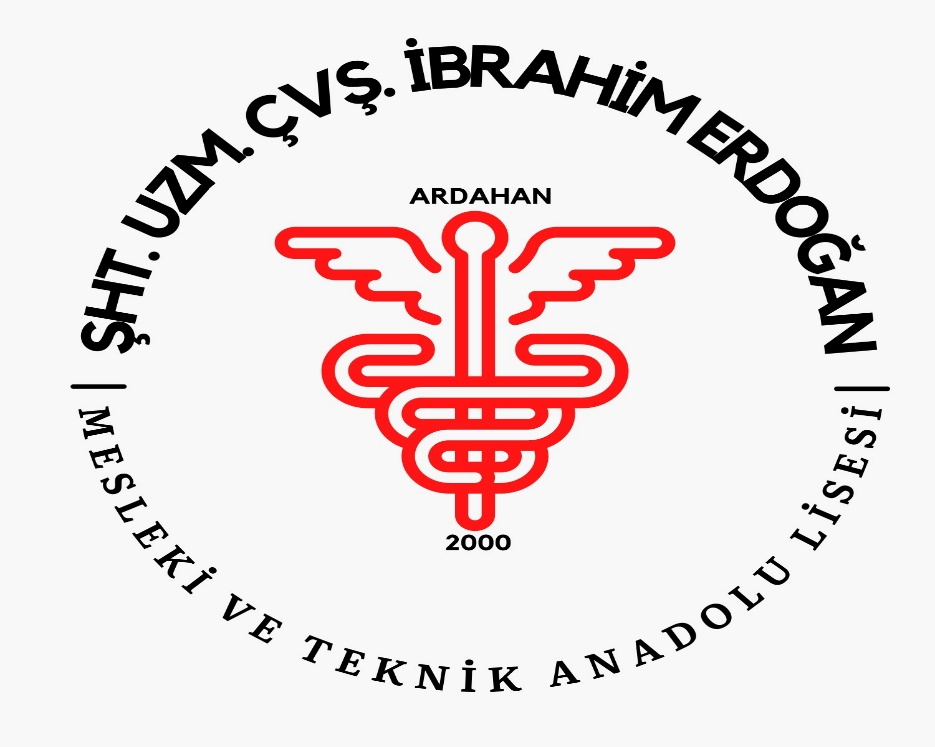 ŞHT. UZM. ÇVŞ. İBRAHİM ERDOĞAN
ARDAHAN
2000
MESLEKİ VE TEKNİK ANADOLU LİSESİ